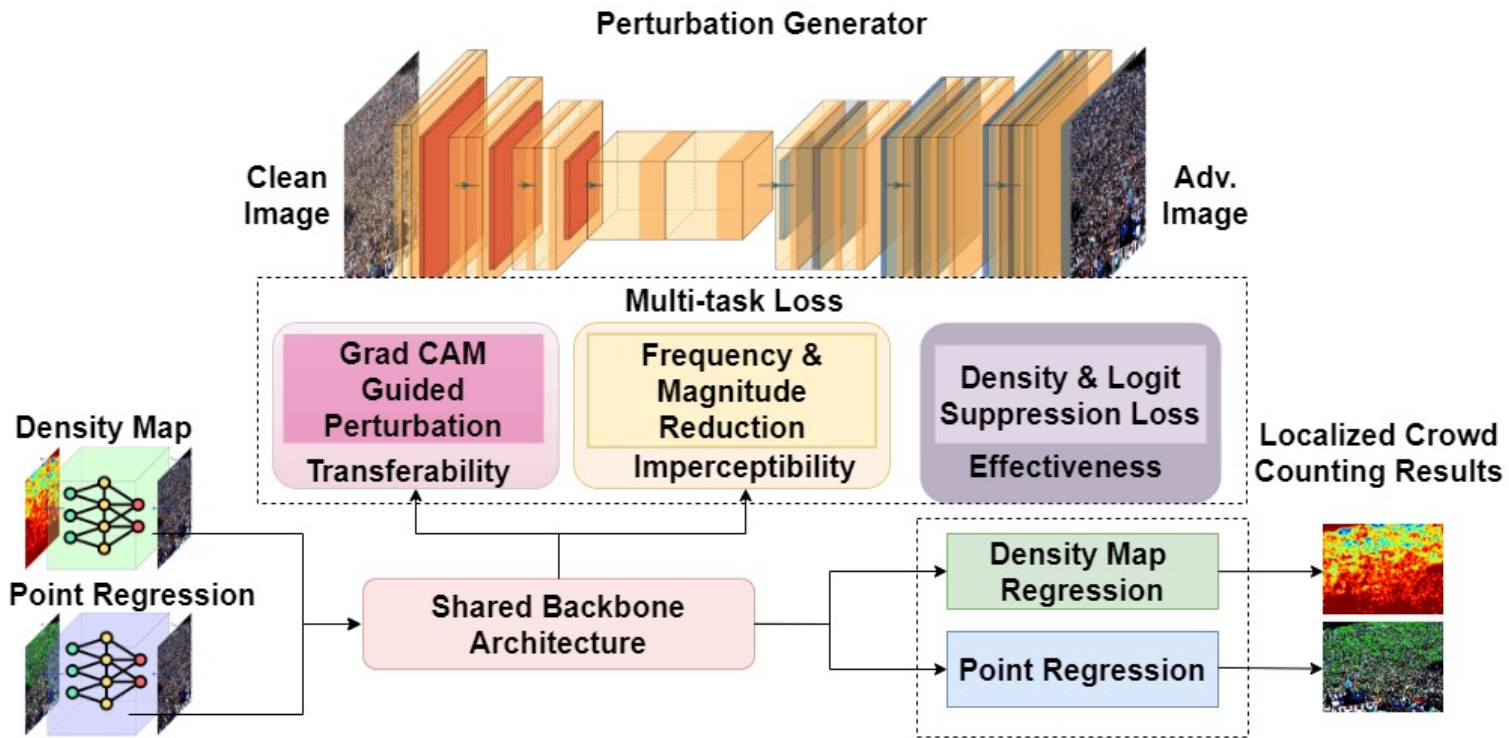 Perturbation Generator
Clean
Image
Adv.
Image
Multi-task Loss
Grad CAM
Guided
Perturbation
Transferability
Frequency &
Magnitude
Reduction
Imperceptibility
Density & Logit
Suppression Loss
Effectiveness
Density Map
Point Regression
Shared Backbone
Architecture
Density Map
Regression
Point Regression
Localized Crowd
Counting Results